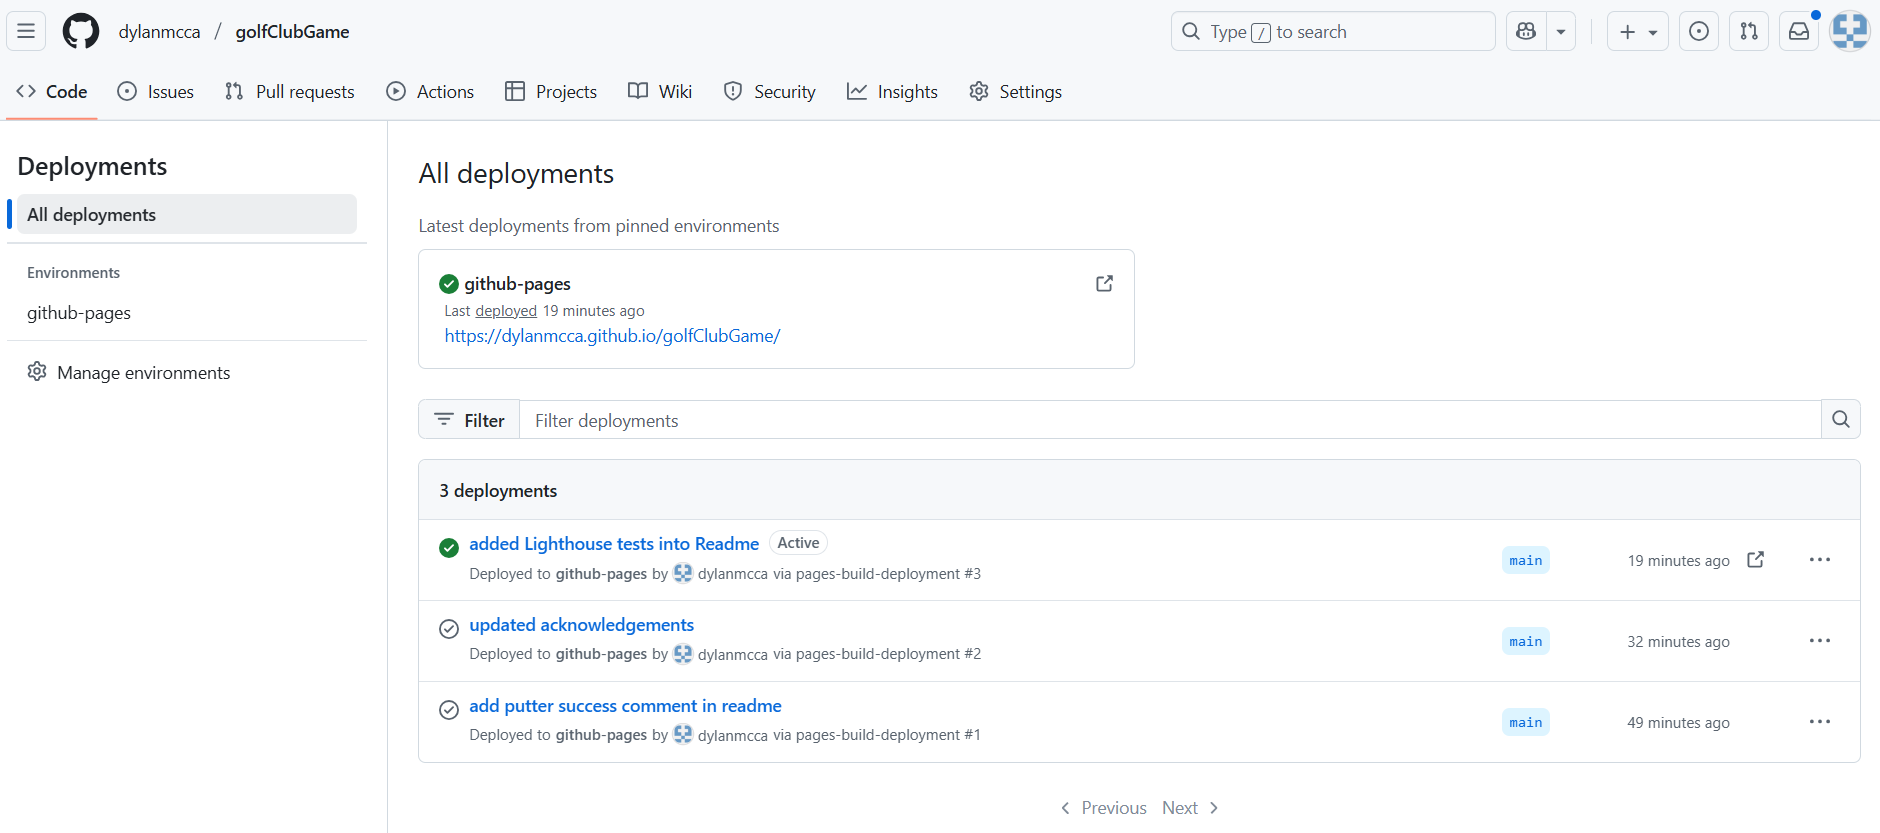 dylanmcca / golfClubGame
Type / to search
Code
Issues
Pull requests
Actions
Projects
Wiki
Security
Insights
Settings
Deployments
All deployments
Environments
github-pages
Manage environments
All deployments
Latest deployments from pinned environments
github-pages
Last deployed 19 minutes ago
https://dylanmcca.github.io/golfClubGame/
Filter
Filter deployments
3 deployments
added Lighthouse tests into Readme Active
Deployed to github-pages by dylanmcca via pages-build-deployment #3
main
19 minutes ago
updated acknowledgements
Deployed to github-pages by dylanmcca via pages-build-deployment #2
main
32 minutes ago
add putter success comment in readme
Deployed to github-pages by dylanmcca via pages-build-deployment #1
main
49 minutes ago
Previous Next